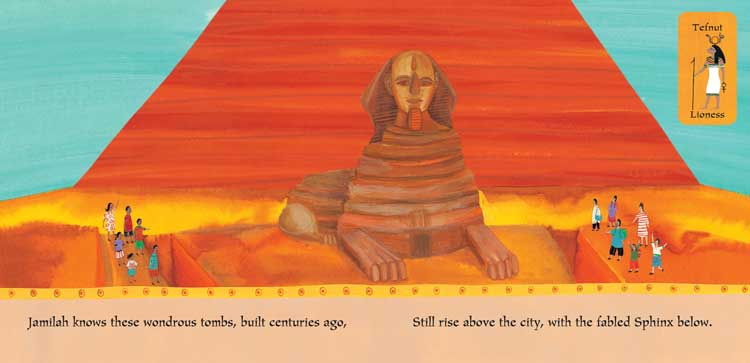 Tefnut
Lioness
Jamilah knows these wondrous tombs, built centuries ago,
Still rise above the city, with the fabled Sphinx below.